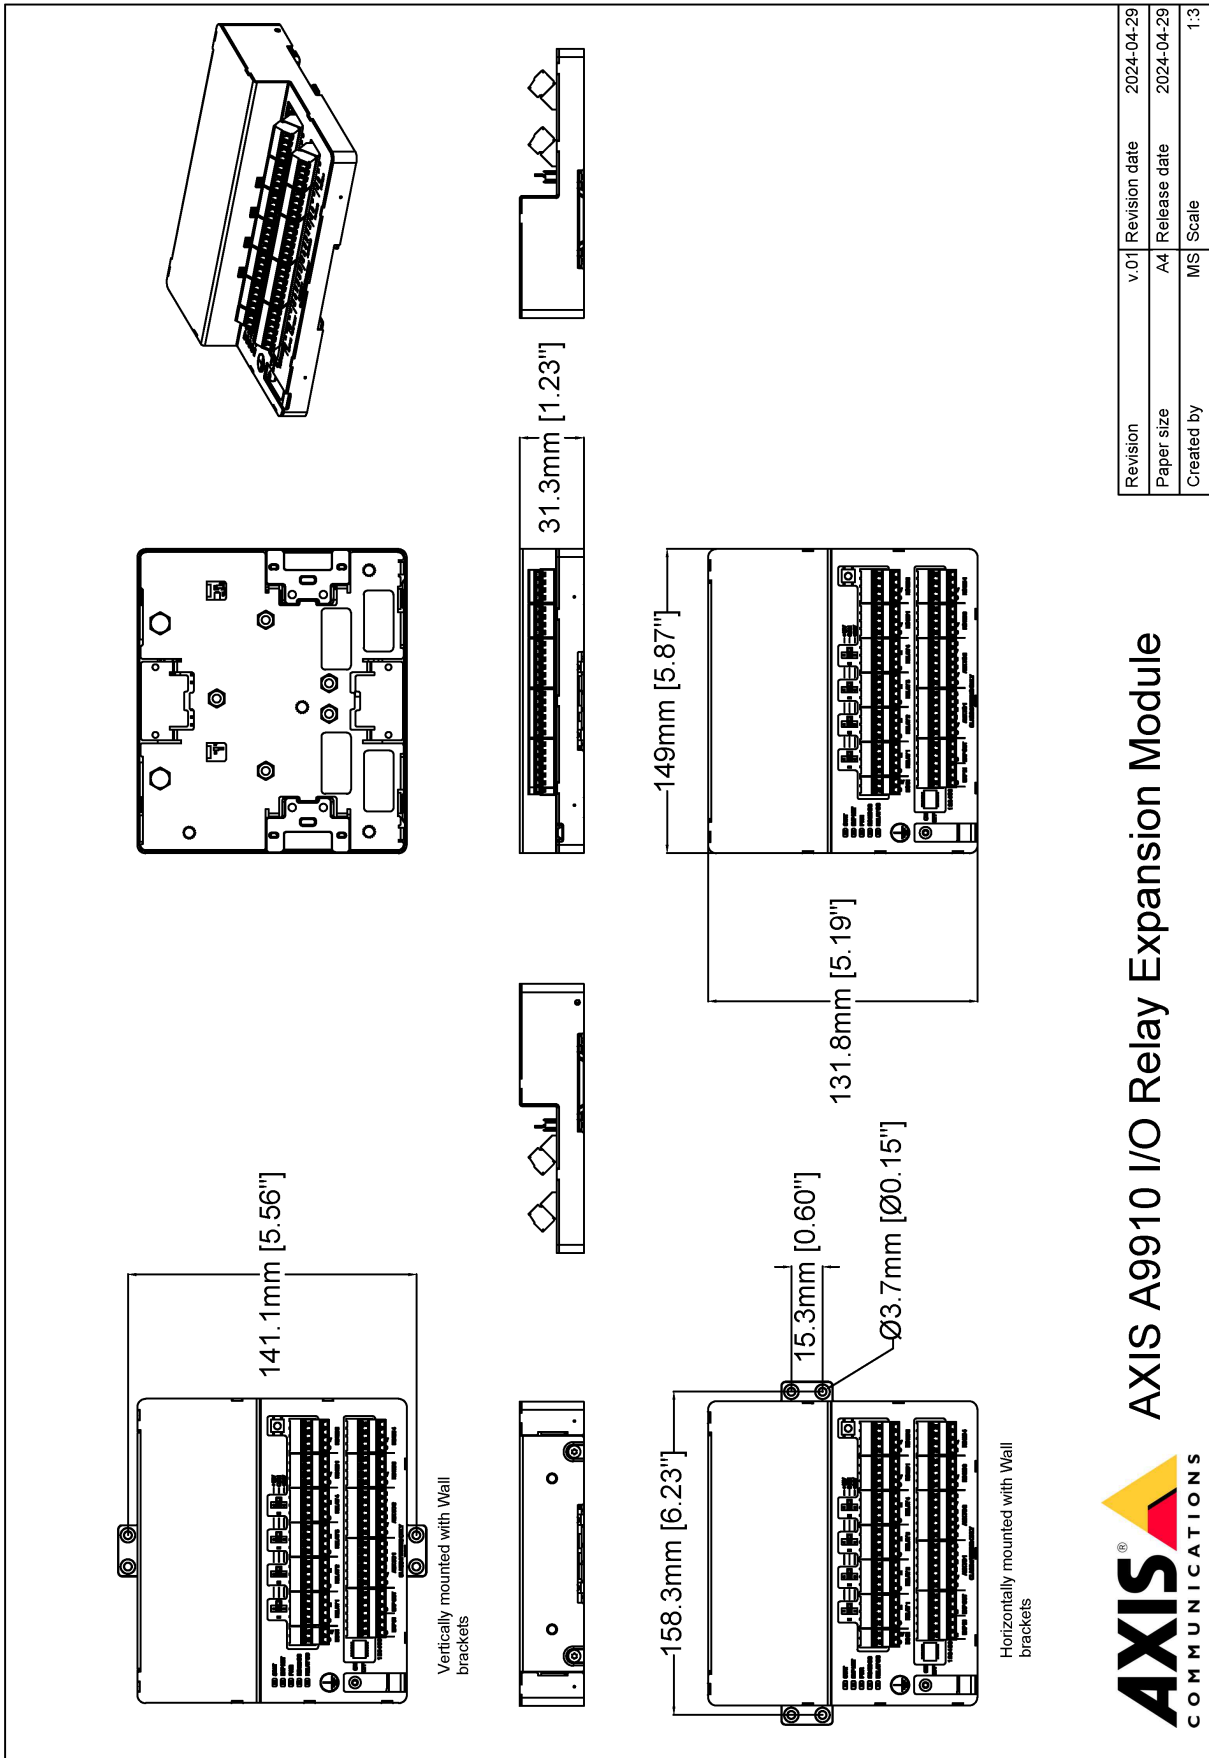 31.3mm [1.23"]
141.1mm [5.56"]
Vertically mounted with Wall
brackets
149mm [5.87"]
131.8mm [5.19"]
158.3mm [6.23"]
15.3mm [0.60"]
Ø3.7mm [Ø0.15"]
Horizontally mounted with Wall
brackets
AXIS®
COMMUNICATIONS
AXIS A9910 I/O Relay Expansion Module
Revision v.01 Revision date 2024-04-29
Paper size A4 Release date 2024-04-29
Created by MS Scale 1:3